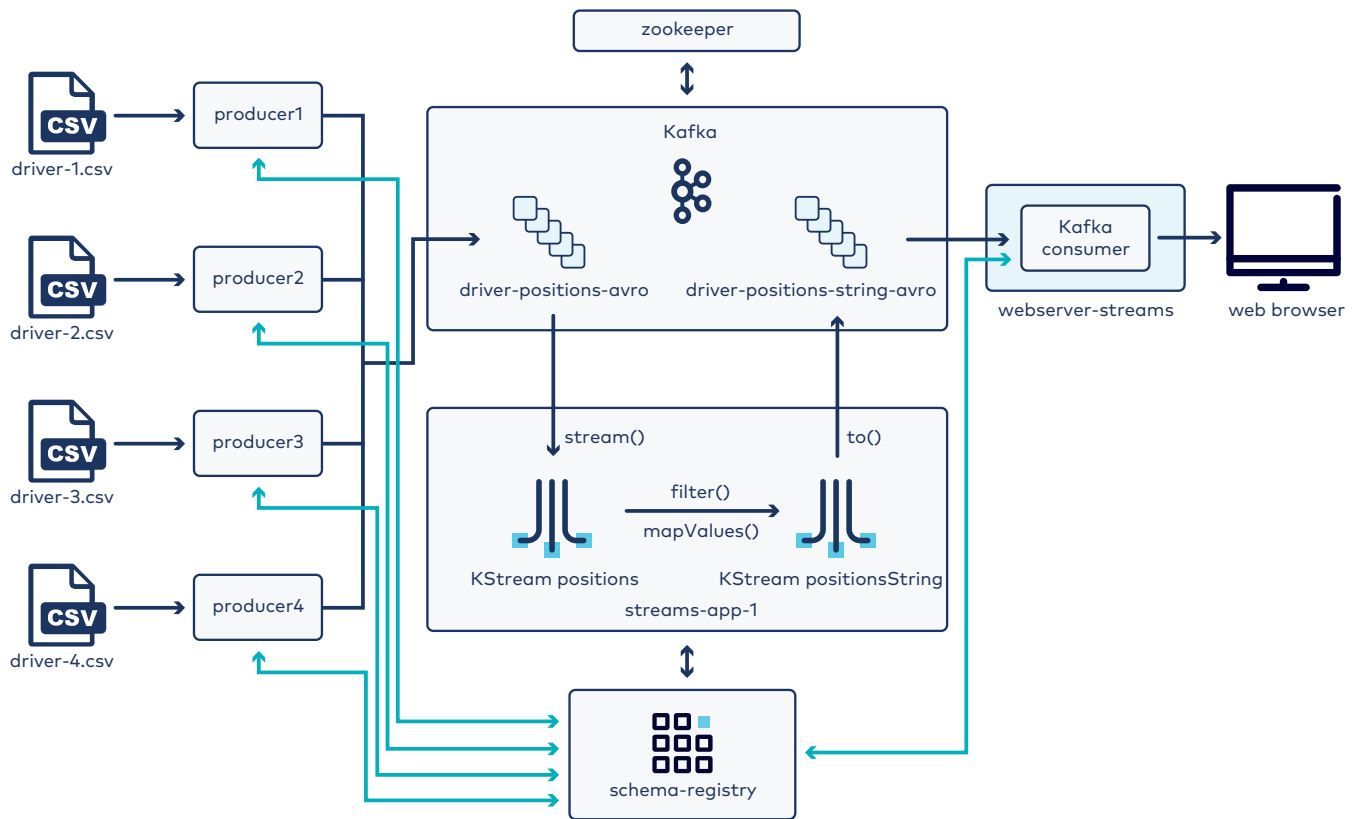 zookeeper
CSV
driver-1.csv
producer1
CSV
driver-2.csv
producer2
CSV
driver-3.csv
producer3
CSV
driver-4.csv
producer4
Kafka
driver-positions-avro
driver-positions-string-avro
stream()
to()
filter()
mapValues()
KStream positions
KStream positionsString
streams-app-1
schema-registry
Kafka
consumer
webserver-streams
web browser